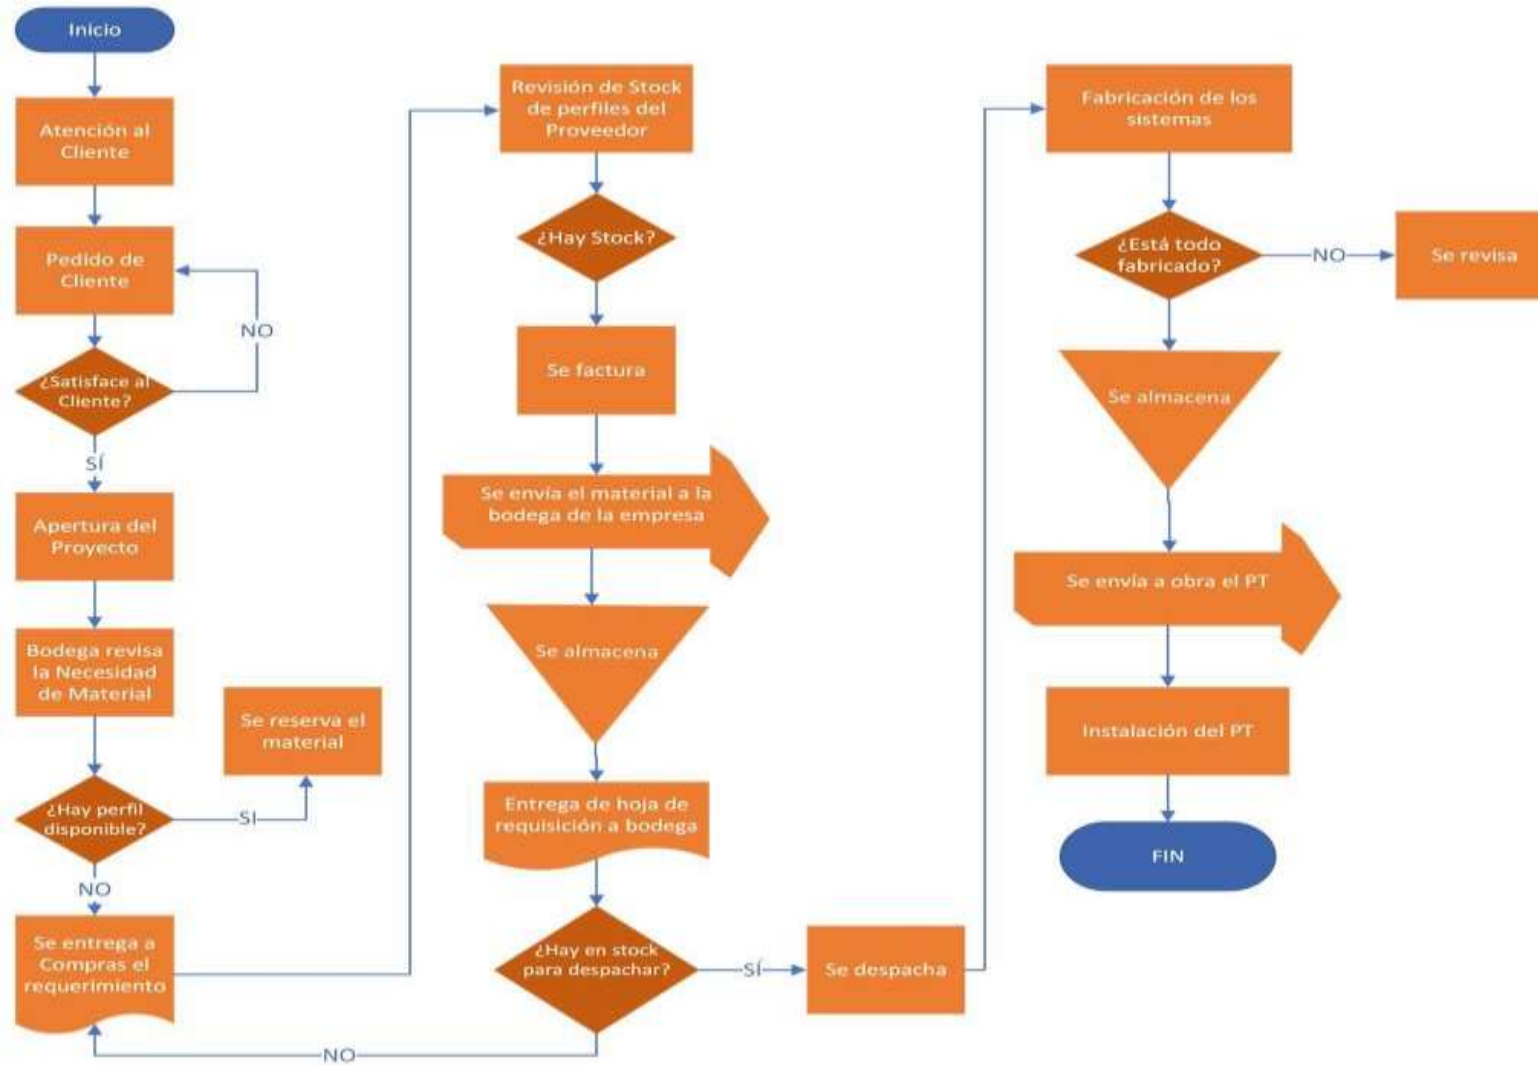 Inicio
Atención al
Cliente
Pedido de
Cliente
NO
¿Satisface al
Cliente?
SÍ
Apertura del
Proyecto
Bodega revisa
la Necesidad
de Material
Se reserva el
material
¿Hay perfil
disponible?
SI
NO
Se entrega a
Compras el
requerimiento
Revisión de Stock
de perfiles del
Proveedor
¿Hay Stock?
Se factura
Se envía el material a la
bodega de la empresa
Se almacena
Entrega de hoja de
requisición a bodega
¿Hay en stock
para despachar?
SÍ
NO
Se despacha
Fabricación de los
sistemas
¿Está todo
fabricado?
NO
Se revisa
Se almacena
Se envía a obra el PT
Instalación del PT
FIN